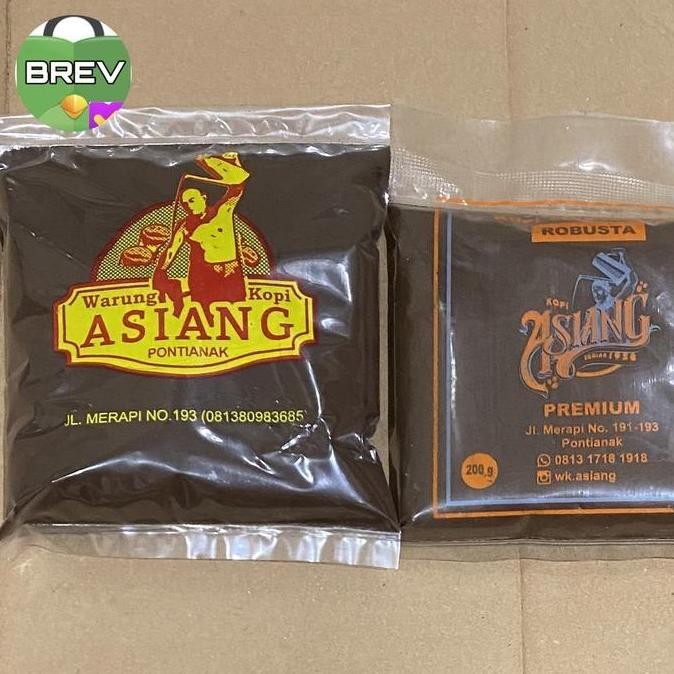 BREV
Warung Kopi
ASIANG
PONTIANAK
JL. MERAPI NO.193 (081380983685)
ROBUSTA
KOPI
ASIANG
1958
PREMIUM
Jl. Merapi No. 191-193
Pontianak
0813 1718 1918
wk.asiang
200 g